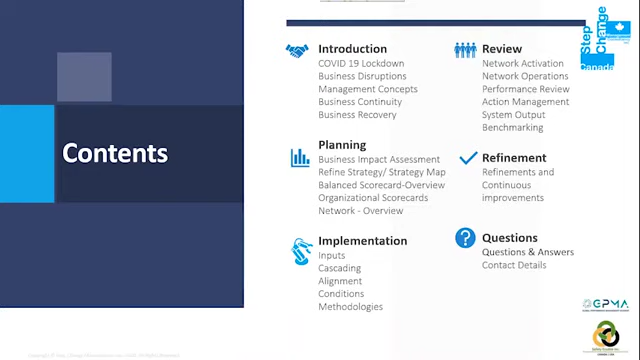 Contents
Introduction
COVID 19 Lockdown
Business Disruptions
Management Concepts
Business Continuity
Business Recovery
Planning
Business Impact Assessment
Refine Strategy/ Strategy Map
Balanced Scorecard-Overview
Organizational Scorecards
Network - Overview
Implementation
Inputs
Cascading
Alignment
Conditions
Methodologies
Review
Network Activation
Network Operations
Performance Review
Action Management
System Output
Benchmarking
Refinement
Refinements and
Continuous
improvements
Questions
Questions & Answers
Contact Details
Step
Change
Canada
GPMA